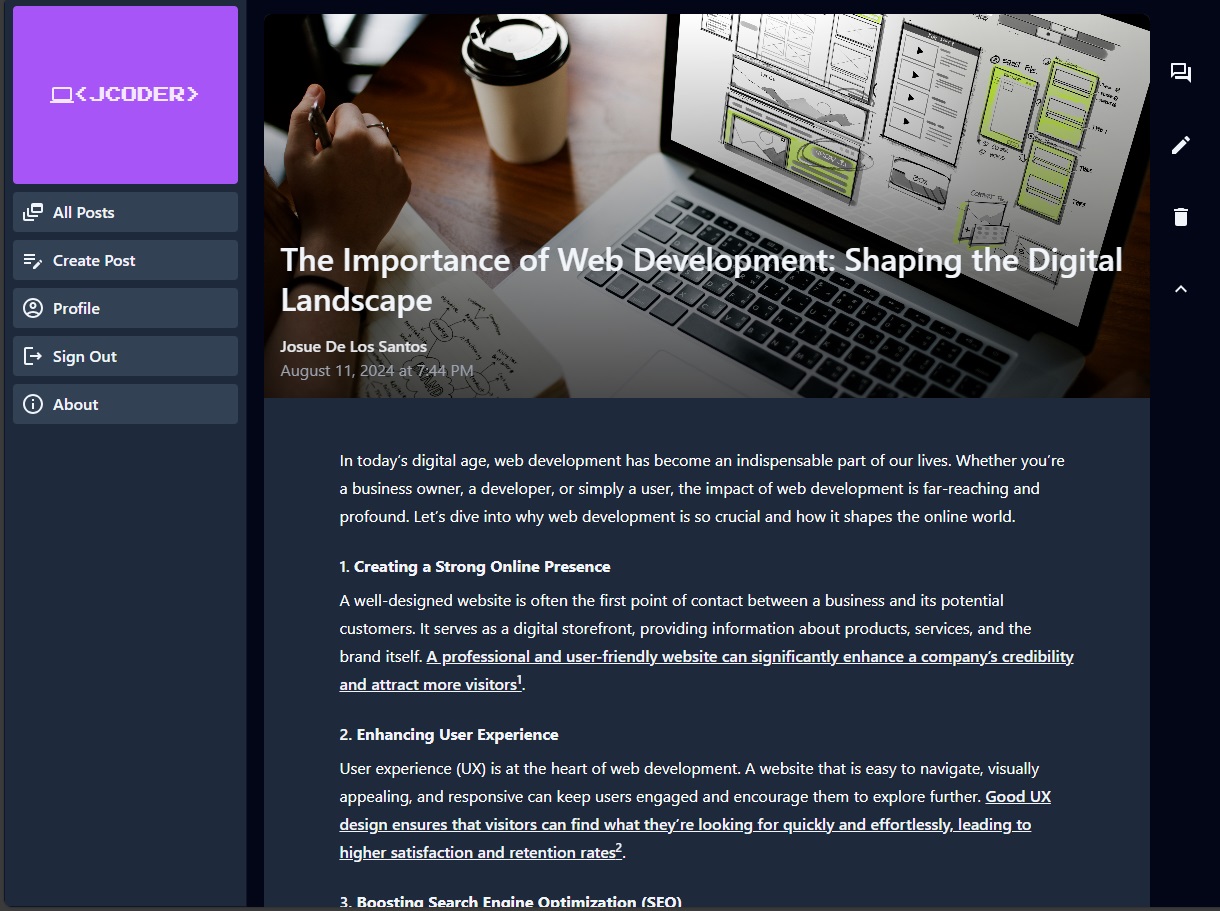 <JCODER>
All Posts
Create Post
Profile
Sign Out
About
The Importance of Web Development: Shaping the Digital
Landscape
Josue De Los Santos
August 11, 2024 at 7:44 PM
In today's digital age, web development has become an indispensable part of our lives. Whether you're
a business owner, a developer, or simply a user, the impact of web development is far-reaching and
profound. Let's dive into why web development is so crucial and how it shapes the online world.
1. Creating a Strong Online Presence
A well-designed website is often the first point of contact between a business and its potential
customers. It serves as a digital storefront, providing information about products, services, and the
brand itself. A professional and user-friendly website can significantly enhance a company's credibility
and attract more visitors¹.
2. Enhancing User Experience
User experience (UX) is at the heart of web development. A website that is easy to navigate, visually
appealing, and responsive can keep users engaged and encourage them to explore further. Good UX
design ensures that visitors can find what they're looking for quickly and effortlessly, leading to
higher satisfaction and retention rates².
3. Boosting Search Engine Optimization (SEO)